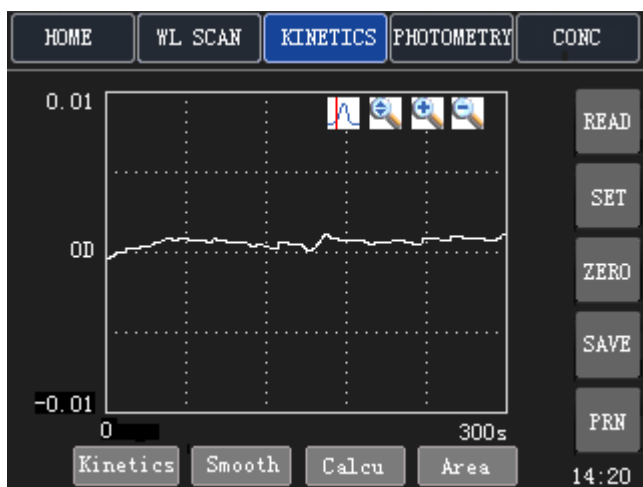 HOME WL SCAN KINETICS PHOTOMETRY CONC
0.01
READ
SET
OD
ZERO
SAVE
-0.01
PRN
0 300s
Kinetics Smooth Calcu Area
14:20